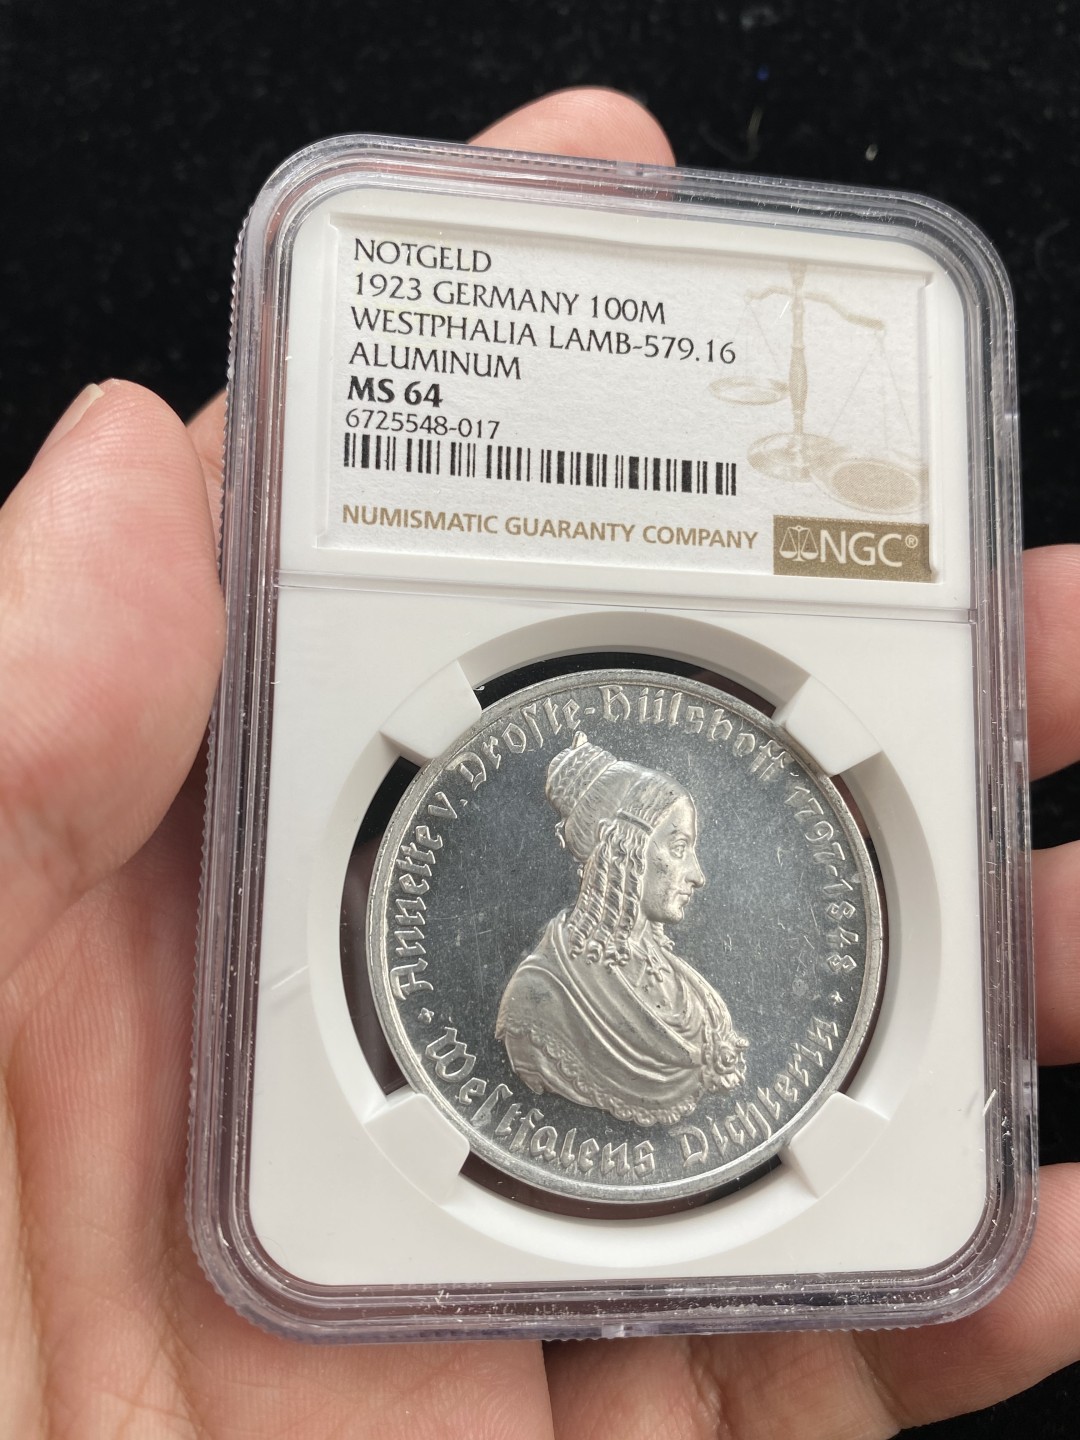 NOTGELD
1923 GERMANY 100M
WESTPHALIA LAMB-579.16
ALUMINUM
MS 64
6725548-017
NUMISMATIC GUARANTY COMPANY
NGC®
Annette v. Droſte-Hülshoff 1797-1848
Weſtfalens Dichterin